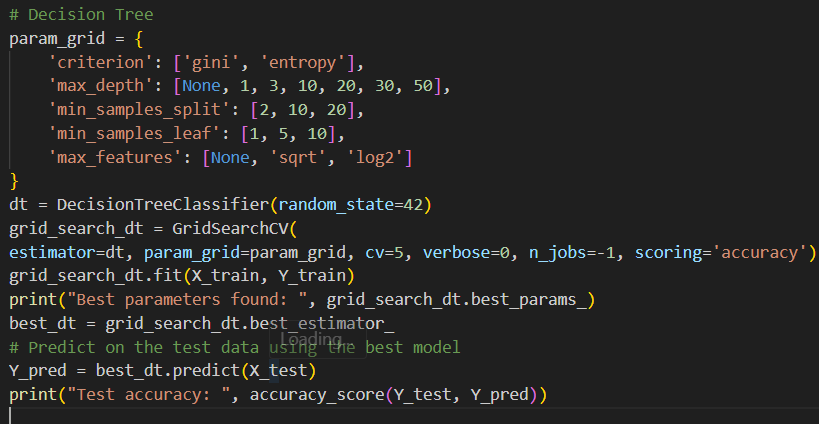 # Decision Tree
param_grid = {
    'criterion': ['gini', 'entropy'],
    'max_depth': [None, 1, 3, 10, 20, 30, 50],
    'min_samples_split': [2, 10, 20],
    'min_samples_leaf': [1, 5, 10],
    'max_features': [None, 'sqrt', 'log2']
}
dt = DecisionTreeClassifier(random_state=42)
grid_search_dt = GridSearchCV(
estimator=dt, param_grid=param_grid, cv=5, verbose=0, n_jobs=-1, scoring='accuracy')
grid_search_dt.fit(X_train, Y_train)
print("Best parameters found: ", grid_search_dt.best_params_)
best_dt = grid_search_dt.best_estimator_
Loading...
# Predict on the test data using the best model
Y_pred = best_dt.predict(X_test)
print("Test accuracy: ", accuracy_score(Y_test, Y_pred))